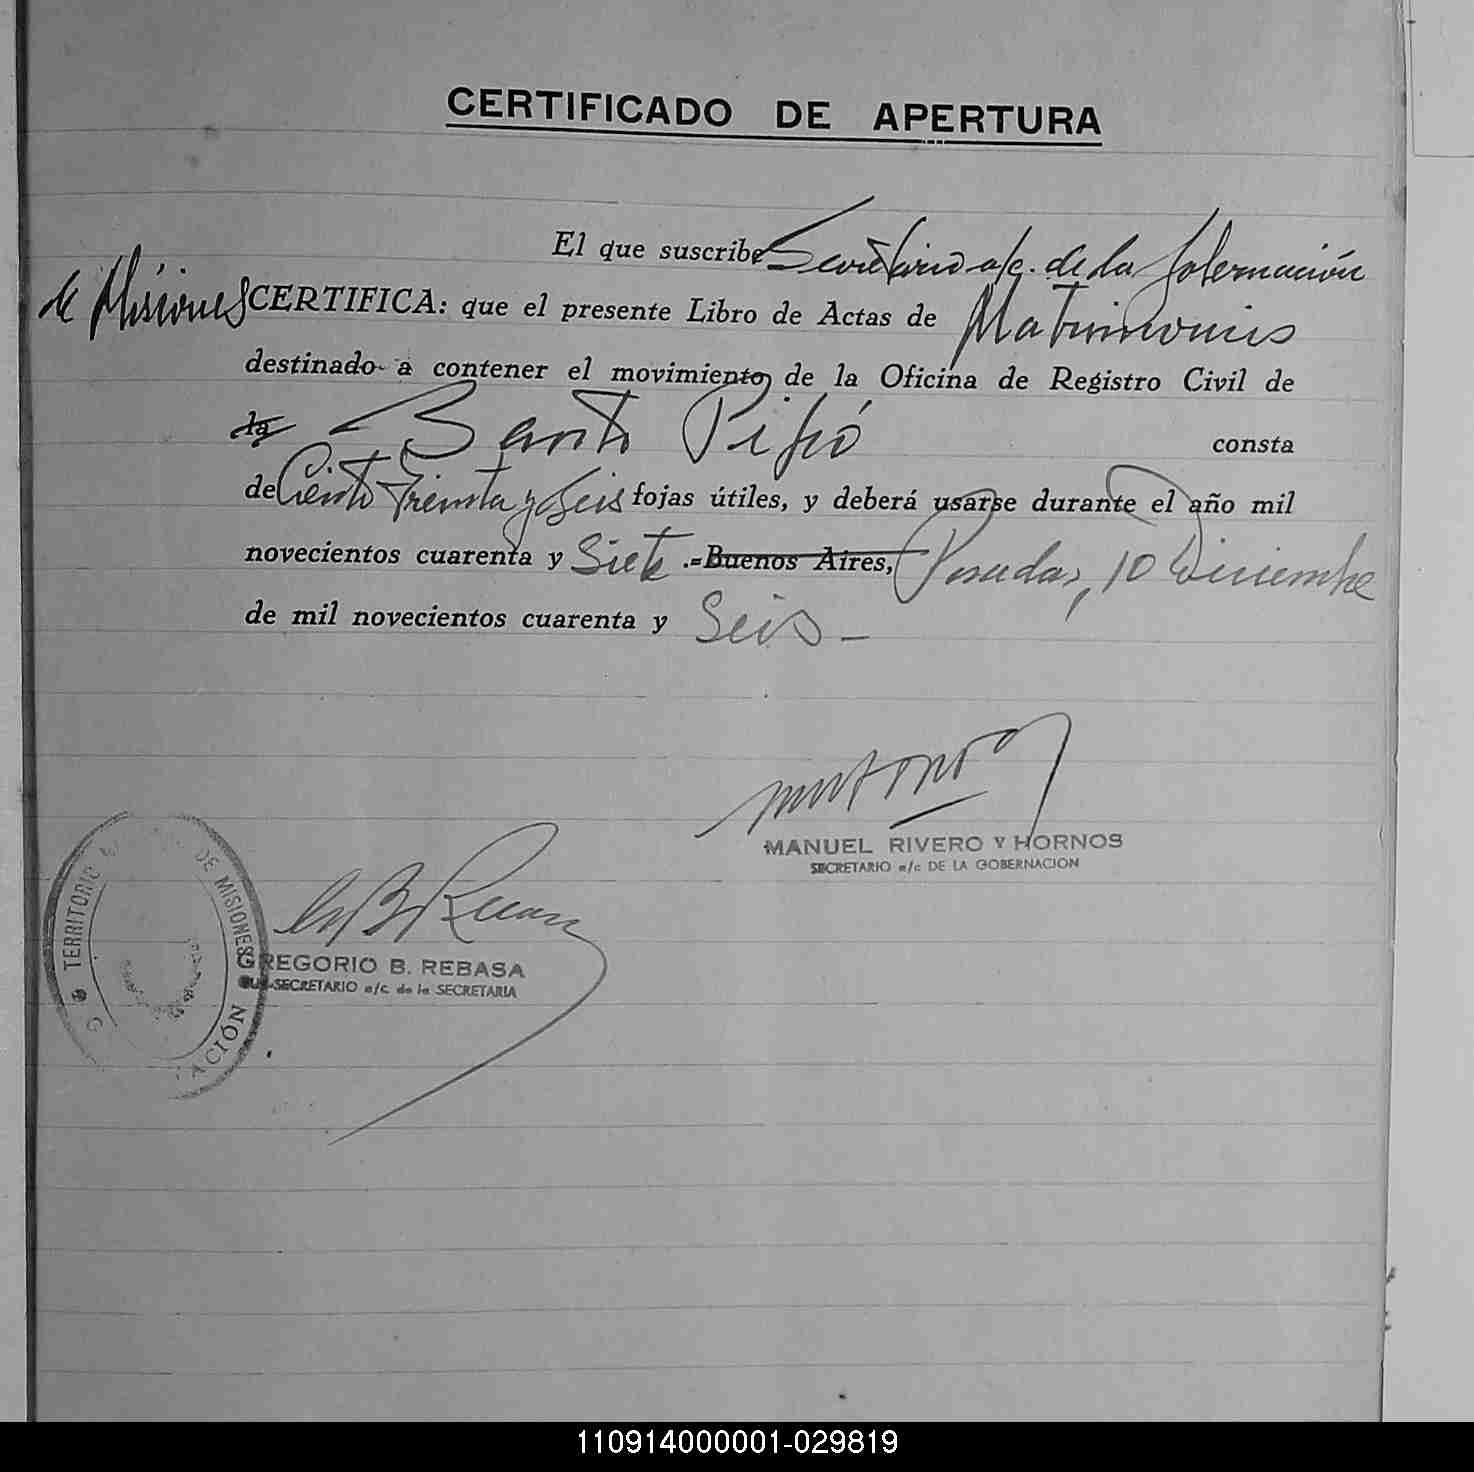 CERTIFICADO DE APERTURA
El que suscribe Secretario a/c. de la Gobernación
de Misiones CERTIFICA: que el presente Libro de Actas de Matrimonios
destinado a contener el movimiento de la Oficina de Registro Civil de
la Santo Pipó consta
de Ciento Treinta y Seis fojas útiles, y deberá usarse durante el año mil
novecientos cuarenta y Siete .=Buenos Aires, Posadas, 10 Diciembre
de mil novecientos cuarenta y Seis -
MANUEL RIVERO Y HORNOS
SECRETARIO a/c DE LA GOBERNACION
GREGORIO B. REBASA
SUB-SECRETARIO a/c. de la SECRETARIA
TERRITORIO DE MISIONES
110914000001-029819